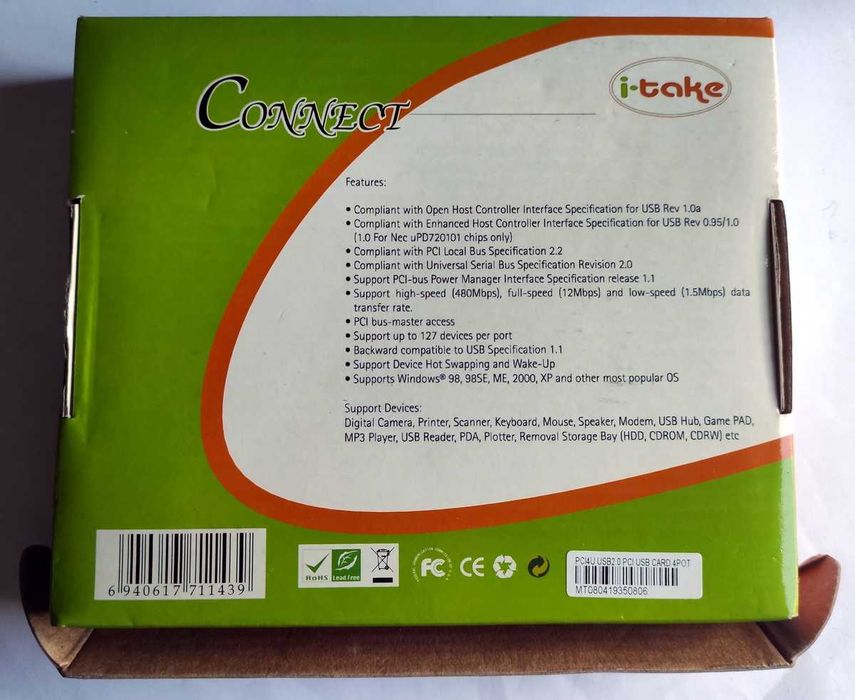 CONNECT
i-take
Features:
• Compliant with Open Host Controller Interface Specification for USB Rev 1.0a
• Compliant with Enhanced Host Controller Interface Specification for USB Rev 0.95/1.0
(1.0 For Nec uPD720101 chips only)
• Compliant with PCI Local Bus Specification 2.2
• Compliant with Universal Serial Bus Specification Revision 2.0
• Support PCI-bus Power Manager Interface Specification release 1.1
• Support high-speed (480Mbps), full-speed (12Mbps) and low-speed (1.5Mbps) data
transfer rate.
• PCI bus-master access
• Support up to 127 devices per port
• Backward compatible to USB Specification 1.1
• Support Device Hot Swapping and Wake-Up
• Supports Windows® 98, 98SE, ME, 2000, XP and other most popular OS
Support Devices:
Digital Camera, Printer, Scanner, Keyboard, Mouse, Speaker, Modem, USB Hub, Game PAD,
MP3 Player, USB Reader, PDA, Plotter, Removal Storage Bay (HDD, CDROM, CDRW) etc
6 940617 711439
RoHS
Lead Free
FC
CE
PCI4U USB2.0 PCI USB CARD 4POT
MT080419350806